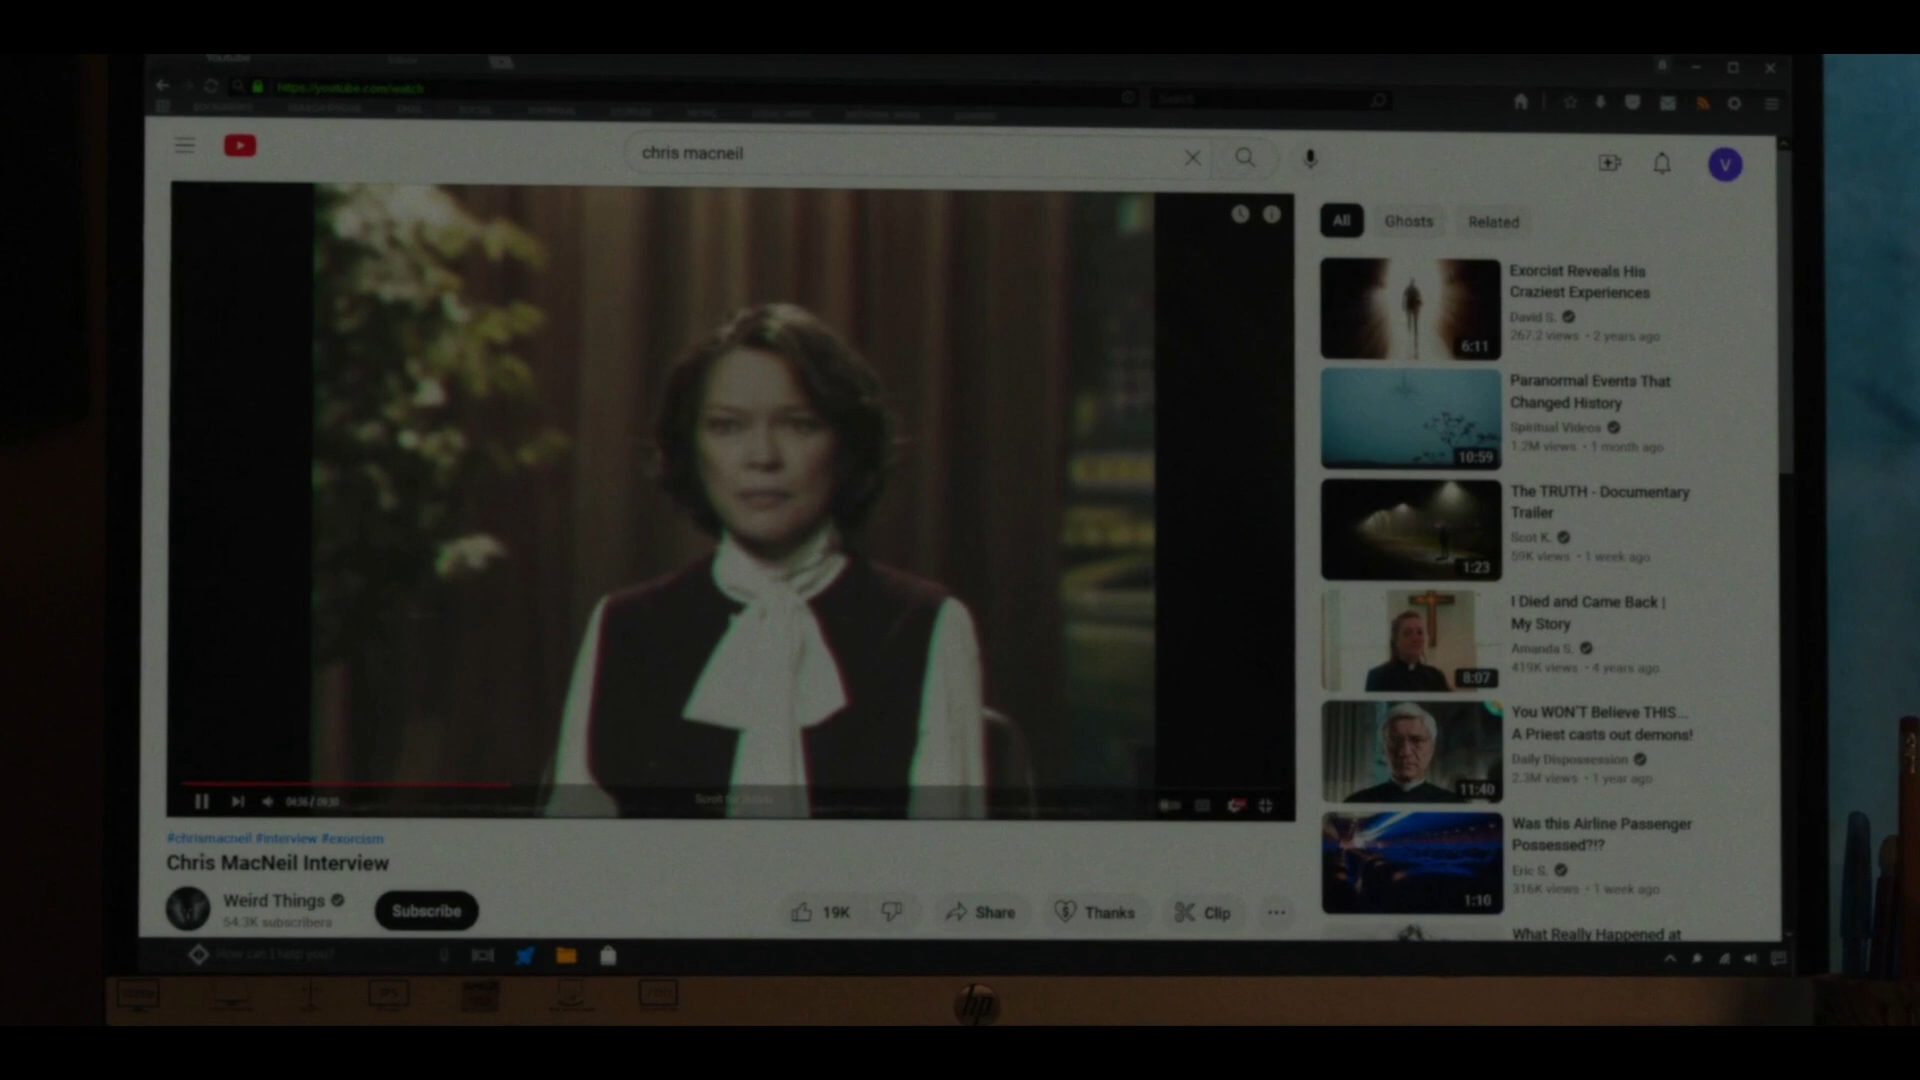 Youtube
https://youtube.com/watch
Search
chris macneil
V
All
Ghosts
Related
Exorcist Reveals His
Craziest Experiences
David S.
267.2 views • 2 years ago
6:11
Paranormal Events That
Changed History
Spiritual Videos
1.2M views • 1 month ago
10:59
The TRUTH - Documentary
Trailer
Scot K.
59K views • 1 week ago
1:23
I Died and Came Back |
My Story
Amanda S.
419K views • 4 years ago
8:07
You WON'T Believe THIS...
A Priest casts out demons!
Daily Dispossession
2.3M views • 1 year ago
11:40
Was this Airline Passenger
Possessed?!?
Eric S.
316K views • 1 week ago
1:10
What Really Happened at
Scroll for details
#chrismacneil #interview #exorcism
Chris MacNeil Interview
Weird Things
54.3K subscribers
Subscribe
19K
Share
Thanks
Clip
How can I help you?
hp